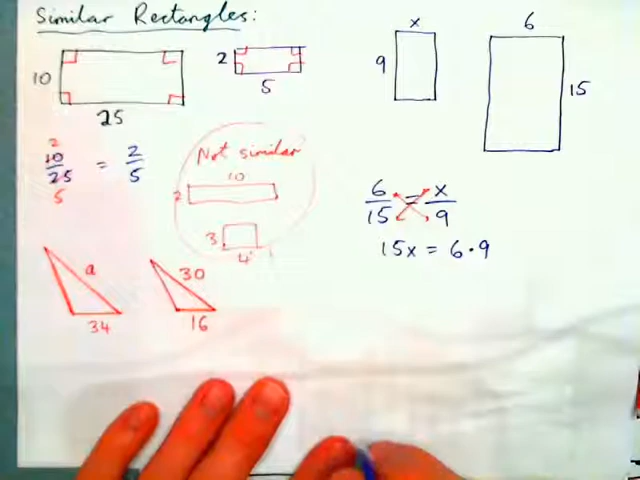 Similar Rectangles:
10
25
2
5
x
9
6
15
2
10/25 = 2/5
5
Not similar
10
2
3
4
6/15 = x/9
15x = 6·9
a
34
30
16